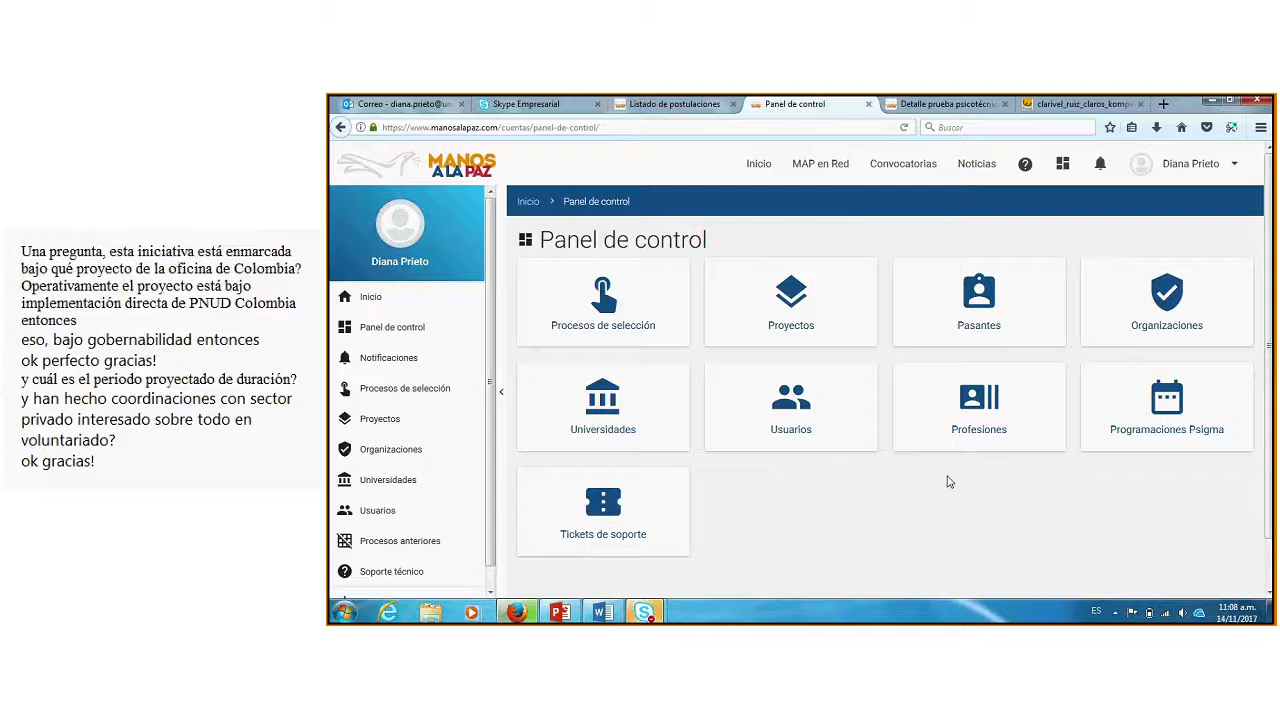 Una pregunta, esta iniciativa está enmarcada
bajo qué proyecto de la oficina de Colombia?
Operativamente el proyecto está bajo
implementación directa de PNUD Colombia
entonces
eso, bajo gobernabilidad entonces
ok perfecto gracias!
y cuál es el periodo proyectado de duración?
y han hecho coordinaciones con sector
privado interesado sobre todo en
voluntariado?
ok gracias!
Correo - diana.prieto@un
Skype Empresarial
Listado de postulaciones
Panel de control
Detalle prueba psicotécni
clarivel_ruiz_claros_komp
https://www.manosalapaz.com/cuentas/panel-de-control/
Buscar
MANOS
A LA PAZ
Inicio
MAP en Red
Convocatorias
Noticias
Diana Prieto
Diana Prieto
Inicio
Panel de control
Notificaciones
Procesos de selección
Proyectos
Organizaciones
Universidades
Usuarios
Procesos anteriores
Soporte técnico
Inicio > Panel de control
Panel de control
Procesos de selección
Proyectos
Pasantes
Organizaciones
Universidades
Usuarios
Profesiones
Programaciones Psigma
Tickets de soporte
ES
11:08 a.m.
14/11/2017